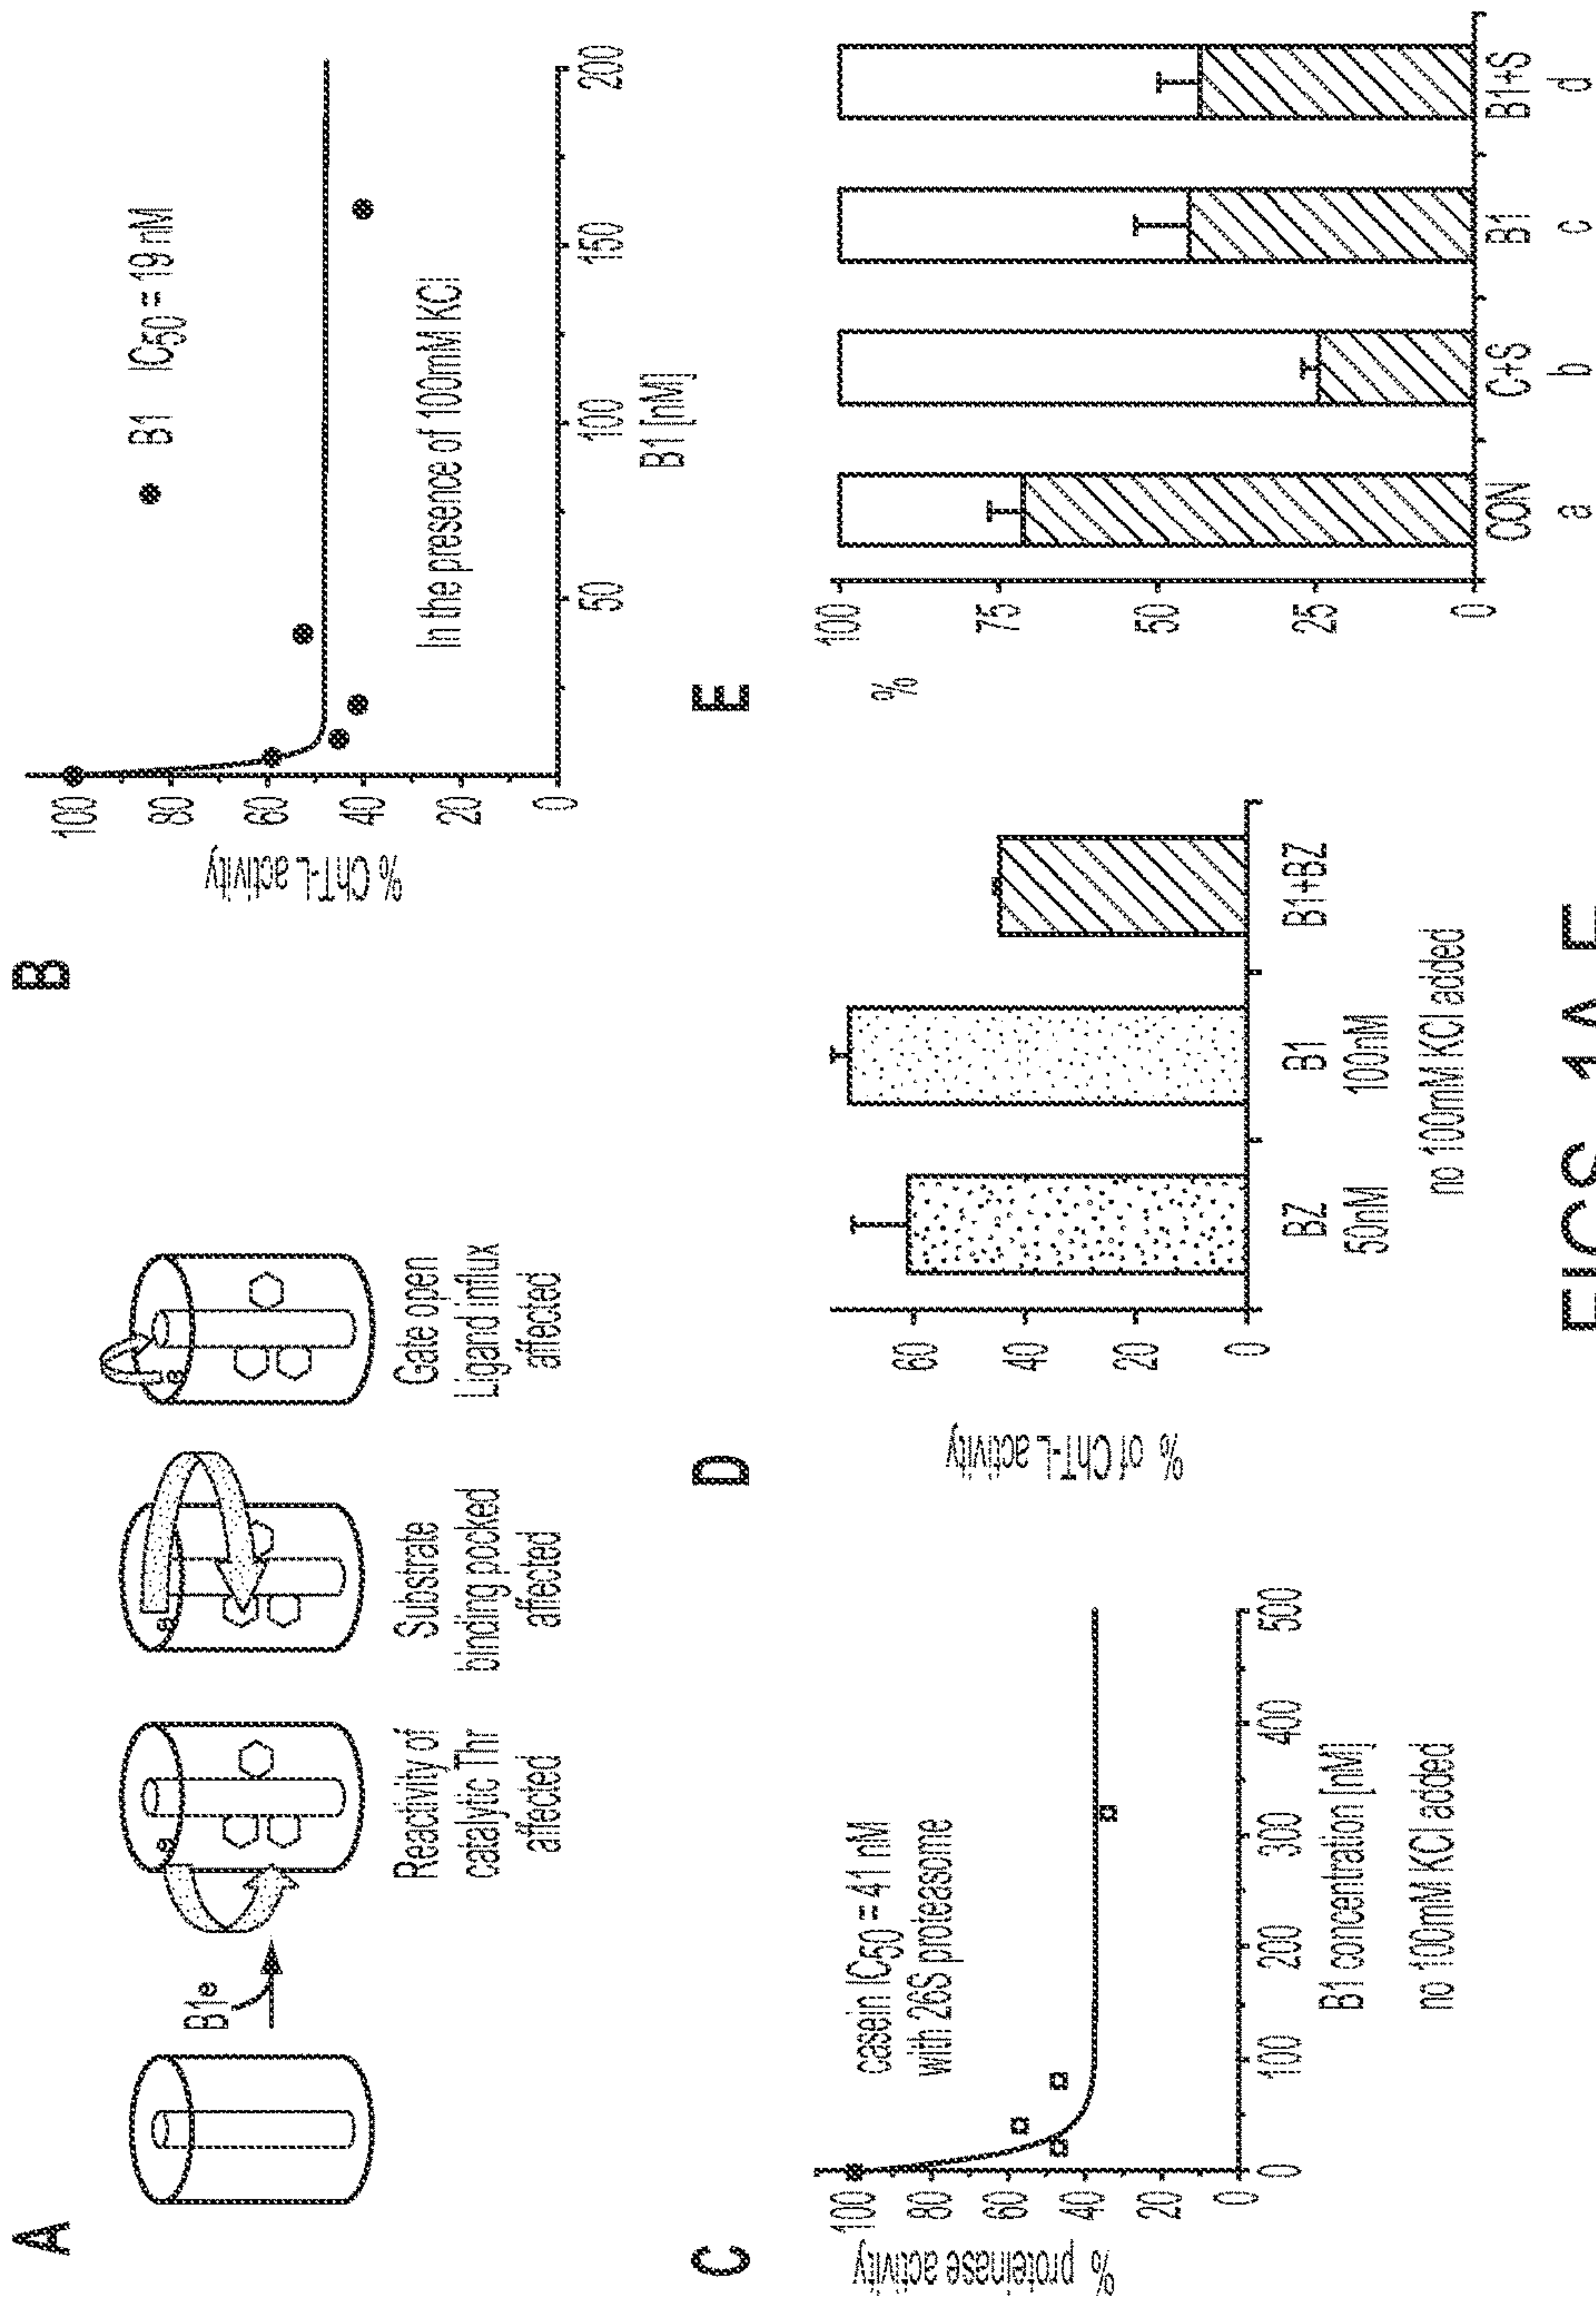 A
B1
Reactivity of
catalytic Thr
affected
Substrate
binding pocked
affected
Gate open
Ligand influx
affected
B
% ChT-L activity
100
80
60
40
20
0
B1 IC50 = 19 nM
In the presence of 100mM KCl
50
100
150
200
B1 [nM]
C
% proteinase activity
100
80
60
40
20
0
casein IC50 = 41 nM
with 26S proteasome
0
100
200
300
400
500
B1 concentration [nM]
no 100mM KCl added
D
% of ChT-L activity
60
40
20
0
BZ
50nM
B1
100nM
B1+BZ
no 100mM KCl added
E
%
100
75
50
25
0
CON
C+S
B1
B1+S
a
b
c
d